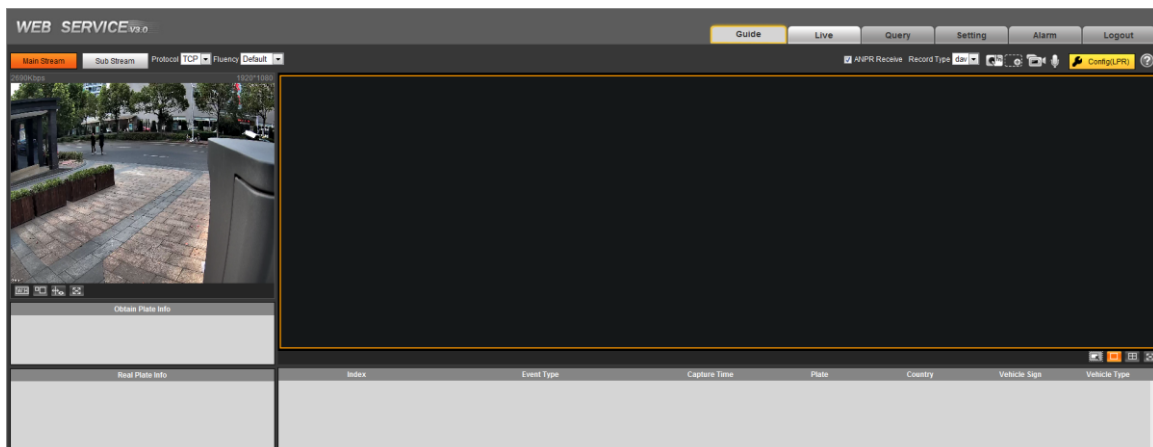 WEB SERVICE V3.0
Guide Live Query Setting Alarm Logout
Main Stream Sub Stream Protocol TCP Fluency Default ANPR Receive Record Type dav Config(LPR) ?
2690Kbps 1920*1080
Obtain Plate Info
Real Plate Info Index Event Type Capture Time Plate Country Vehicle Sign Vehicle Type